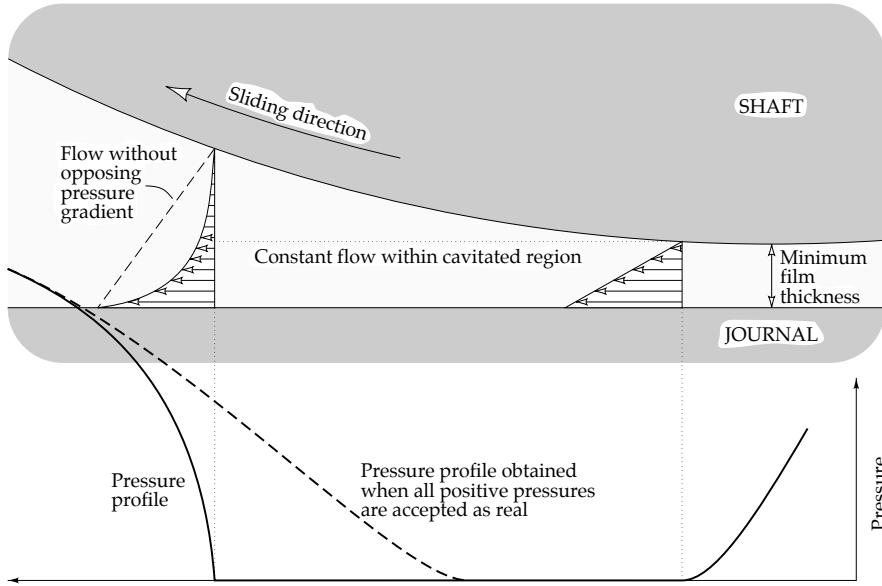 SHAFT
Sliding direction
Flow without
opposing
pressure
gradient
Constant flow within cavitated region
Minimum
film
thickness
JOURNAL
Pressure
profile
Pressure profile obtained
when all positive pressures
are accepted as real
Pressure